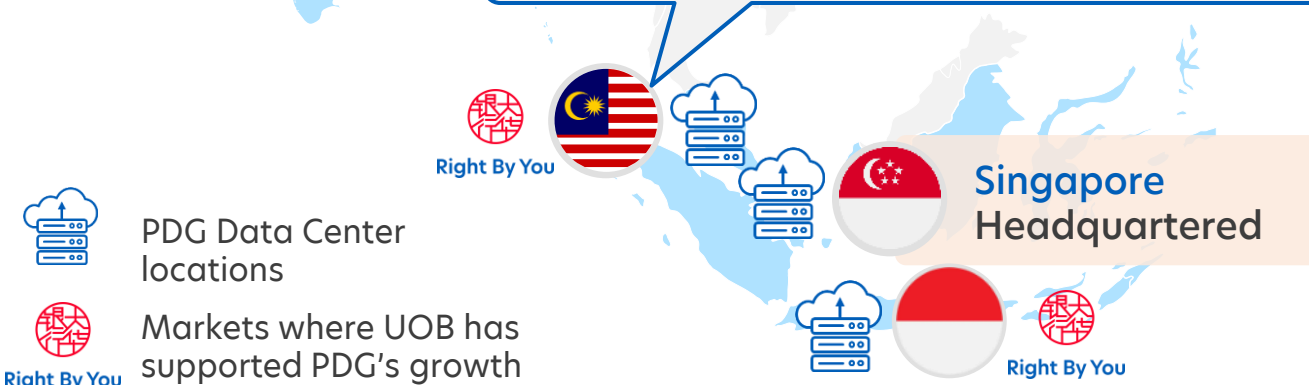 Right By You
Singapore
Headquartered
PDG Data Center
locations
Markets where UOB has
supported PDG's growth
Right By You
Right By You